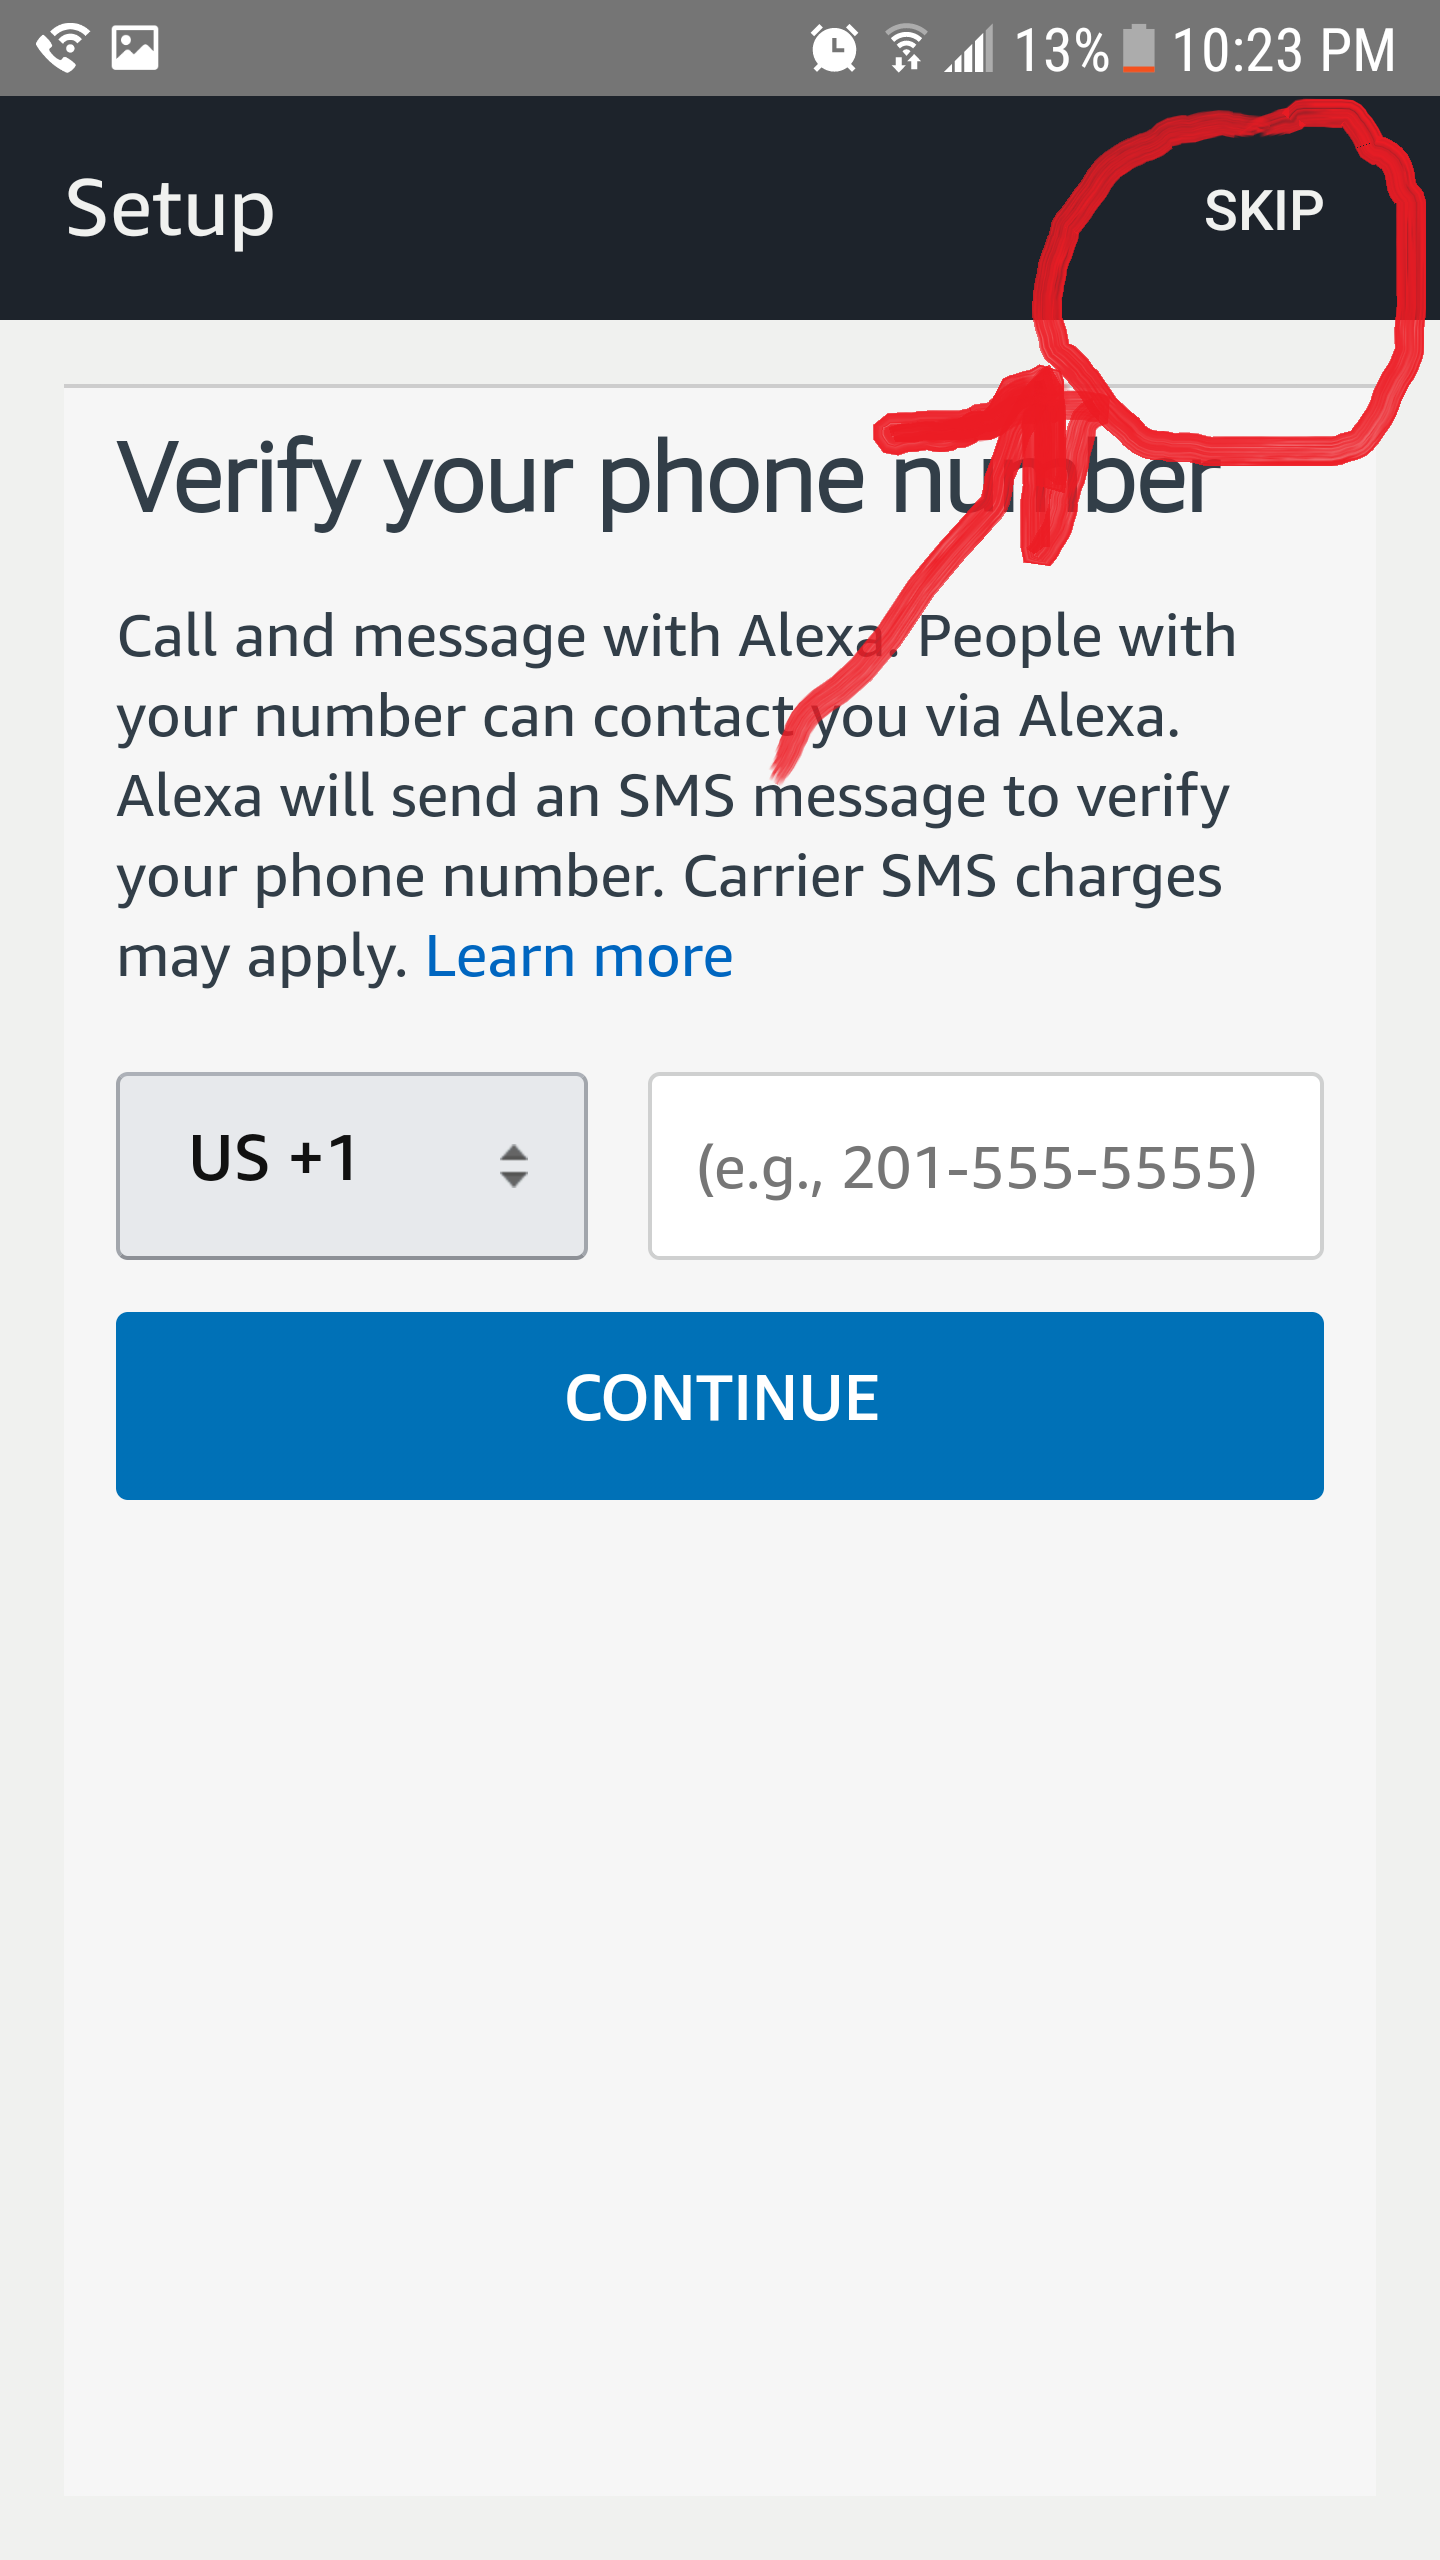 13% 10:23 PM
Setup
SKIP
Verify your phone number
Call and message with Alexa. People with
your number can contact you via Alexa.
Alexa will send an SMS message to verify
your phone number. Carrier SMS charges
may apply. Learn more
US +1
(e.g., 201-555-5555)
CONTINUE